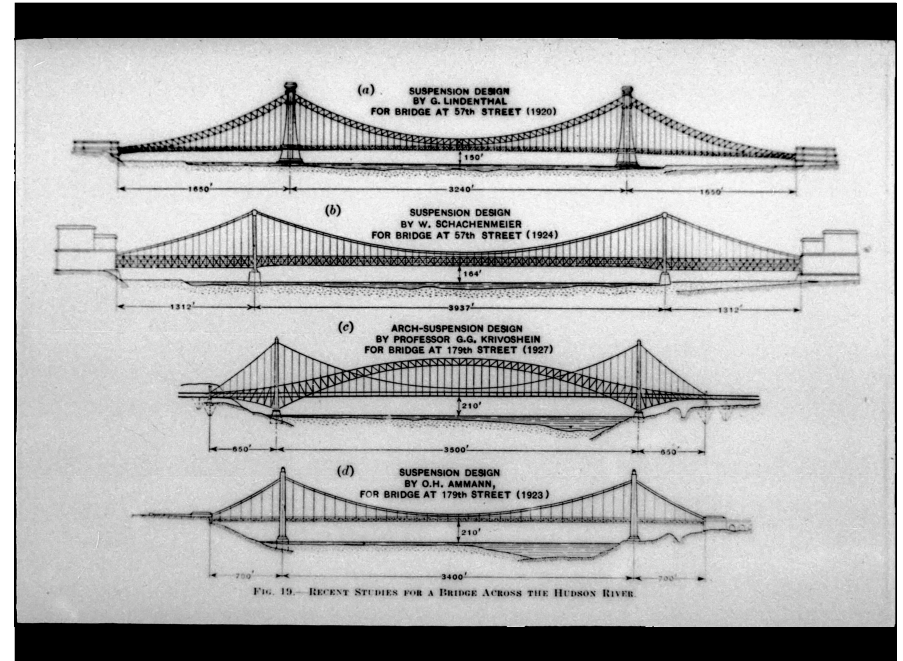 (a) SUSPENSION DESIGN
BY G. LINDENTHAL
FOR BRIDGE AT 57th STREET (1920)
150'
1650' 3240' 1650'
(b) SUSPENSION DESIGN
BY W. SCHACHENMEIER
FOR BRIDGE AT 57th STREET (1924)
164'
1312' 3937' 1312'
(c) ARCH-SUSPENSION DESIGN
BY PROFESSOR G.G. KRIVOSHEIN
FOR BRIDGE AT 179th STREET (1927)
210'
650' 3500' 650'
(d) SUSPENSION DESIGN
BY O.H. AMMANN,
FOR BRIDGE AT 179th STREET (1923)
210'
3400' 700'
FIG. 19.—RECENT STUDIES FOR A BRIDGE ACROSS THE HUDSON RIVER.